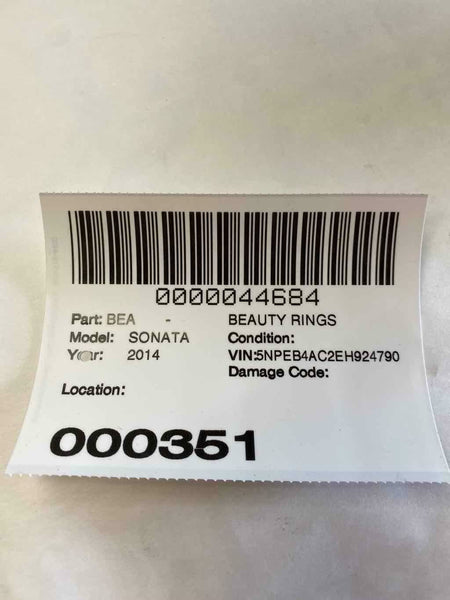 0000044684
Part: BEA - BEAUTY RINGS
Model: SONATA Condition:
Year: 2014 VIN:5NPEB4AC2EH924790
Damage Code:
Location:
000351